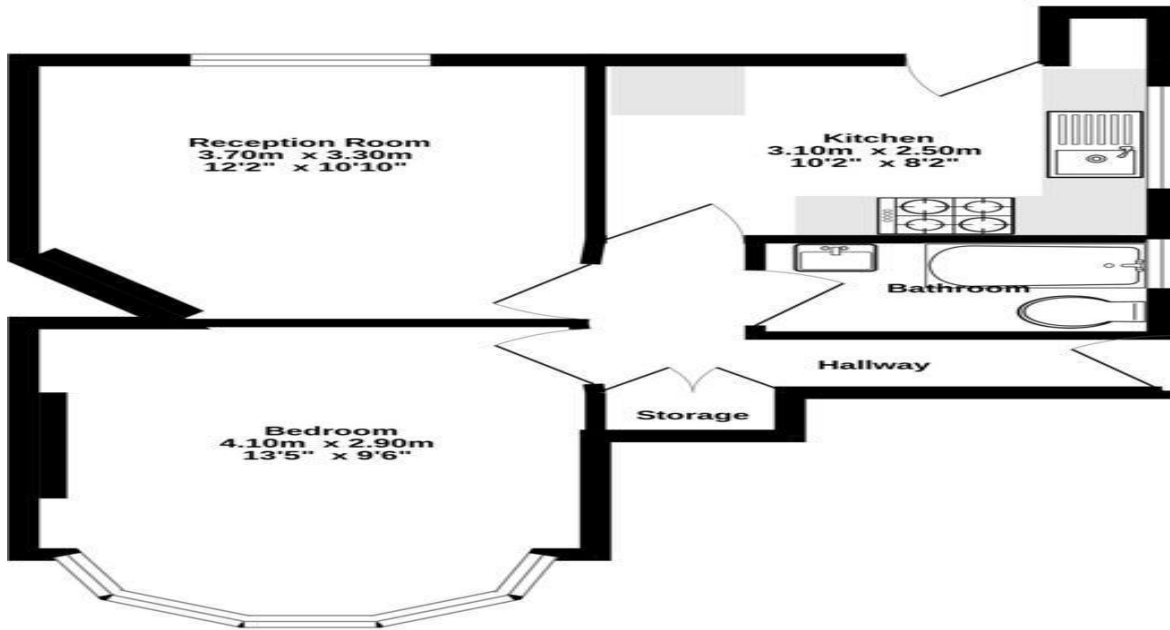 Reception Room
3.70m x 3.30m
12'2" x 10'10"
Kitchen
3.10m x 2.50m
10'2" x 8'2"
Bathroom
Hallway
Storage
Bedroom
4.10m x 2.90m
13'5" x 9'6"